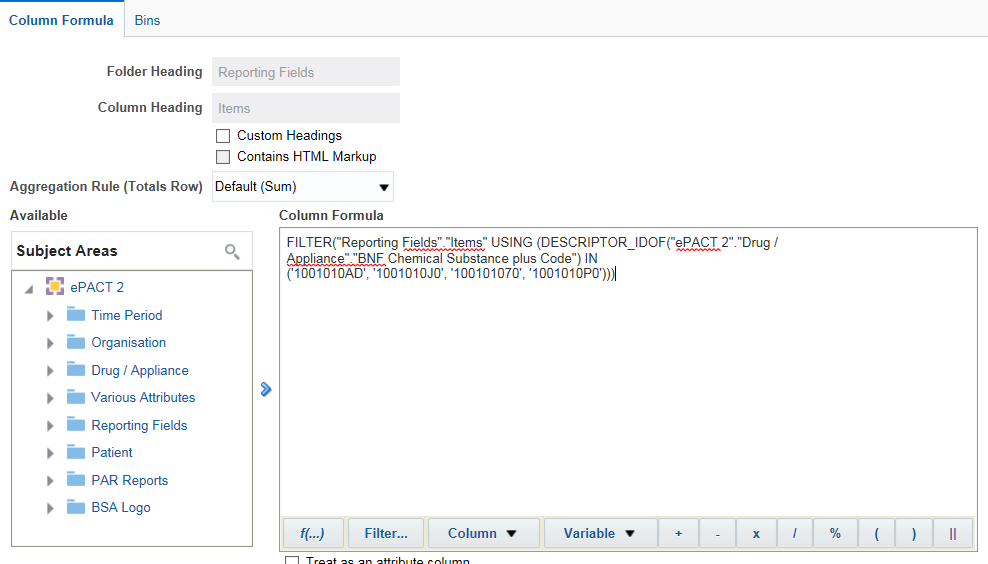 Column Formula
Bins
Folder Heading
Reporting Fields
Column Heading
Items
Custom Headings
Contains HTML Markup
Aggregation Rule (Totals Row)
Default (Sum)
Available
Column Formula
Subject Areas
ePACT 2
Time Period
Organisation
Drug / Appliance
Various Attributes
Reporting Fields
Patient
PAR Reports
BSA Logo
FILTER("Reporting Fields"."Items" USING (DESCRIPTOR_IDOF("ePACT 2"."Drug /
Appliance"."BNF Chemical Substance plus Code") IN
('1001010AD', '1001010J0', '100101070', '1001010P0')))
f(...)
Filter...
Column
Variable
+
-
x
/
%
(
)
||
Treat as an attribute column